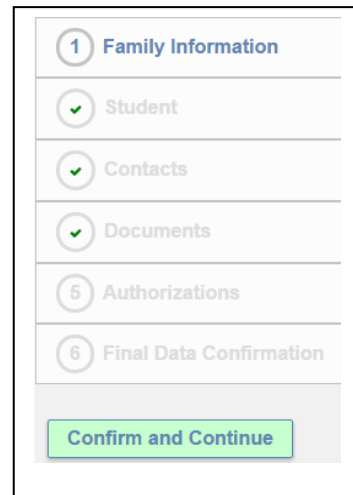 1 Family Information
Student
Contacts
Documents
5 Authorizations
6 Final Data Confirmation
Confirm and Continue